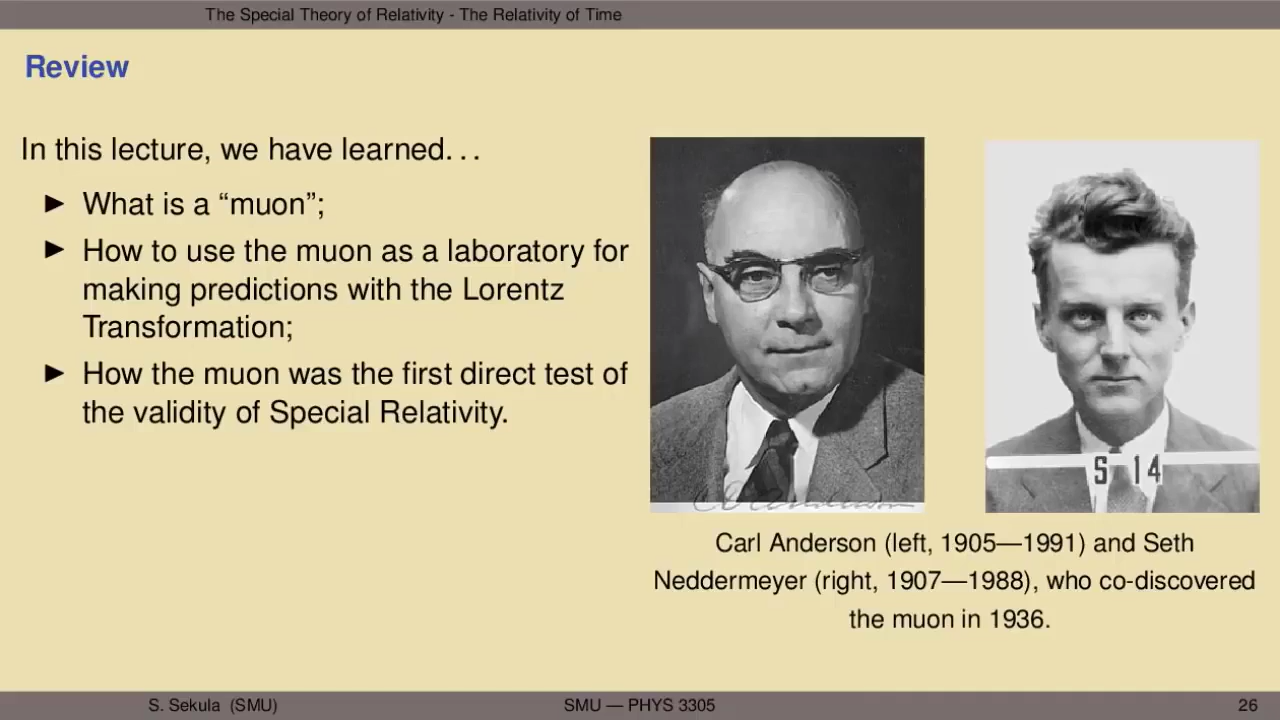 The Special Theory of Relativity - The Relativity of Time
Review
In this lecture, we have learned. . .
► What is a “muon”;
► How to use the muon as a laboratory for
making predictions with the Lorentz
Transformation;
► How the muon was the first direct test of
the validity of Special Relativity.
S 14
Carl Anderson (left, 1905—1991) and Seth
Neddermeyer (right, 1907—1988), who co-discovered
the muon in 1936.
S. Sekula (SMU)
SMU — PHYS 3305
26